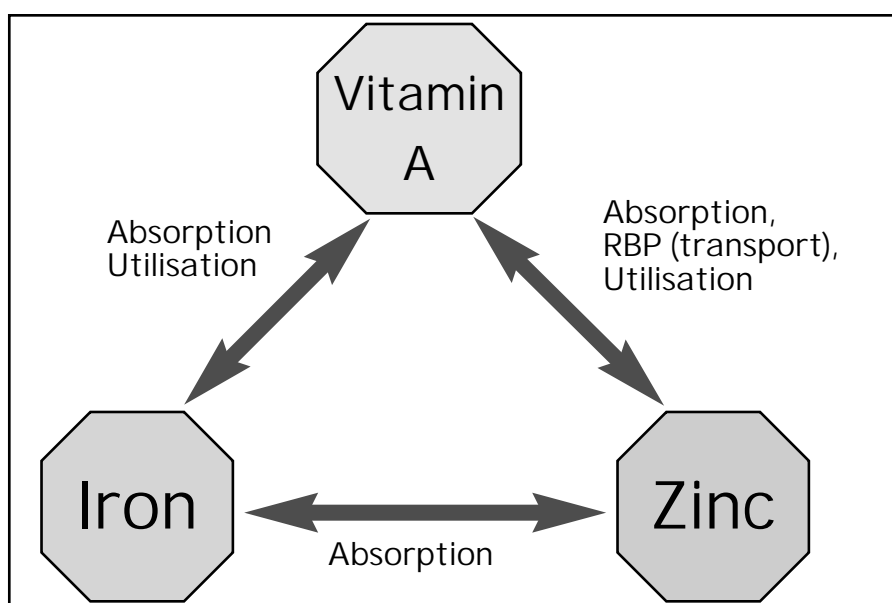 Vitamin
A
Absorption
Utilisation
Absorption,
RBP (transport),
Utilisation
Iron
Zinc
Absorption